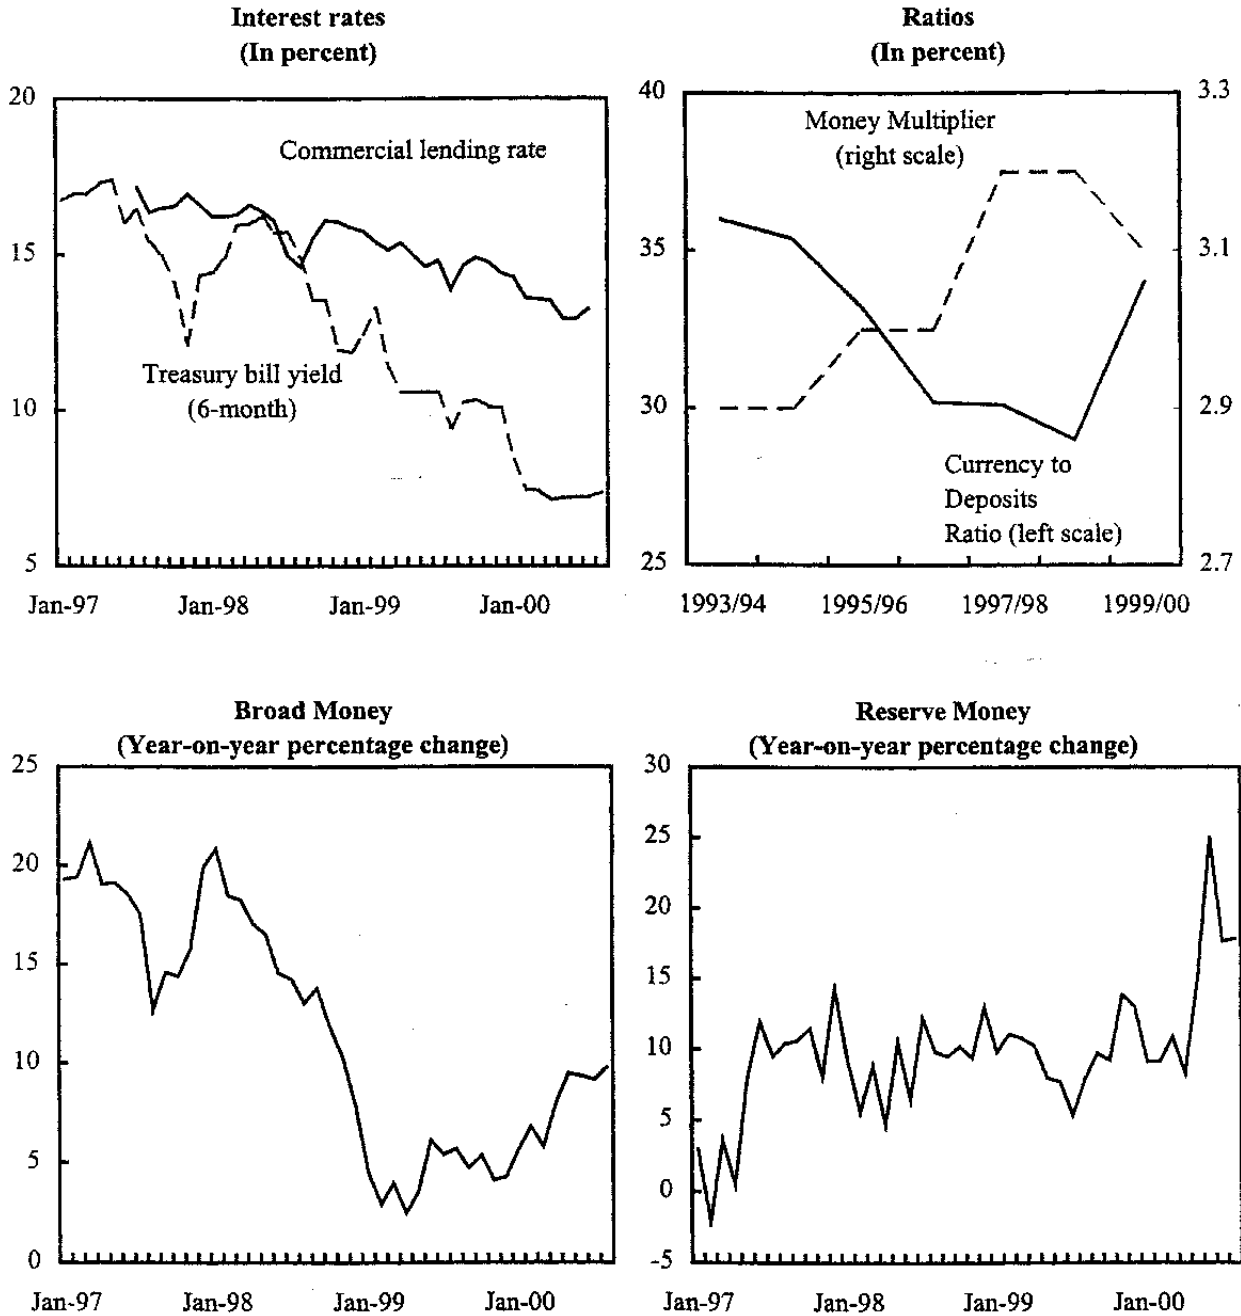 Interest rates
(In percent)
20
15
10
5
Commercial lending rate
Treasury bill yield
(6-month)
Jan-97 Jan-98 Jan-99 Jan-00
Ratios
(In percent)
40
35
30
25
3.3
3.1
2.9
2.7
Money Multiplier
(right scale)
Currency to
Deposits
Ratio (left scale)
1993/94 1995/96 1997/98 1999/00
Broad Money
(Year-on-year percentage change)
25
20
15
10
5
0
Jan-97 Jan-98 Jan-99 Jan-00
Reserve Money
(Year-on-year percentage change)
30
25
20
15
10
5
0
-5
Jan-97 Jan-98 Jan-99 Jan-00